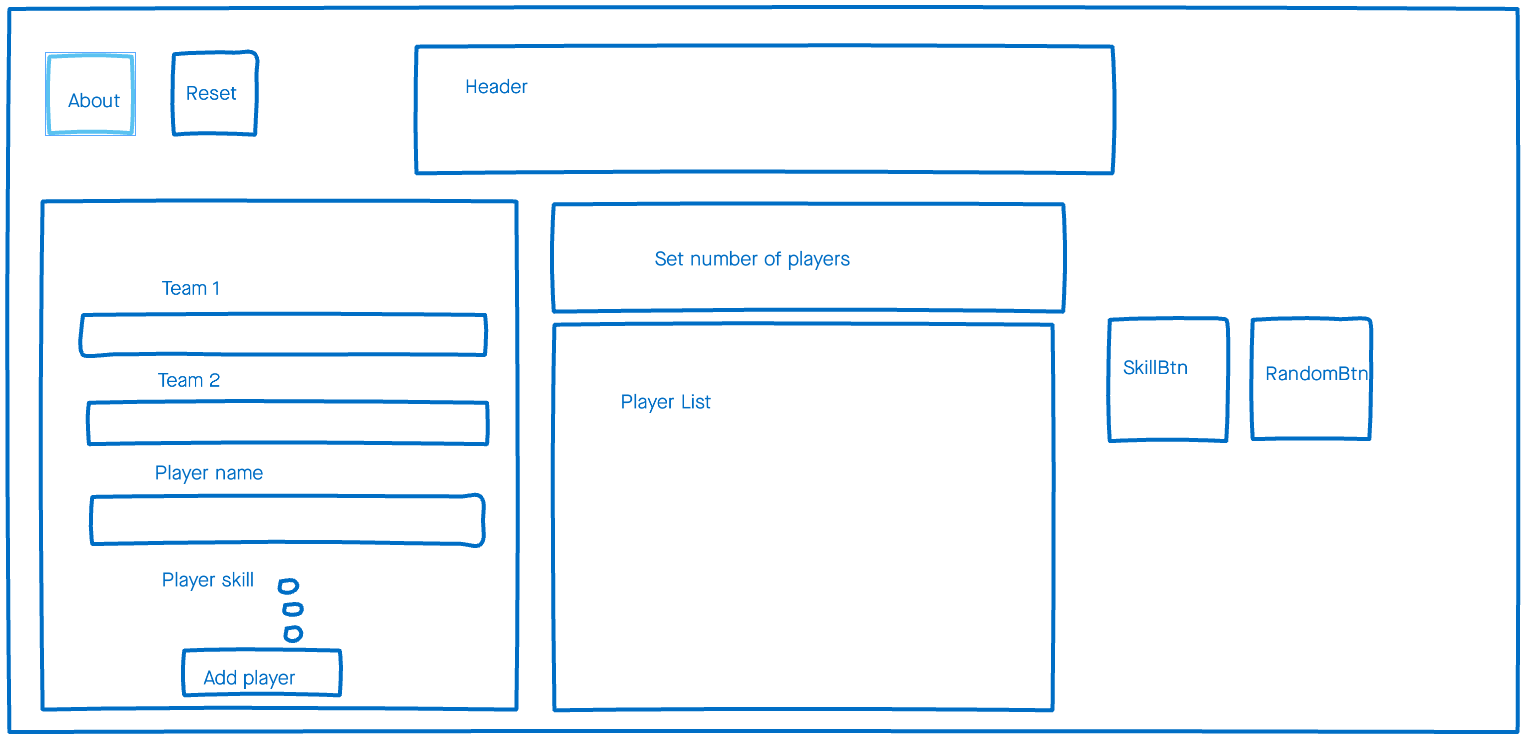 About
Reset
Header
Team 1
Team 2
Player name
Player skill
Add player
Set number of players
Player List
SkillBtn
RandomBtn